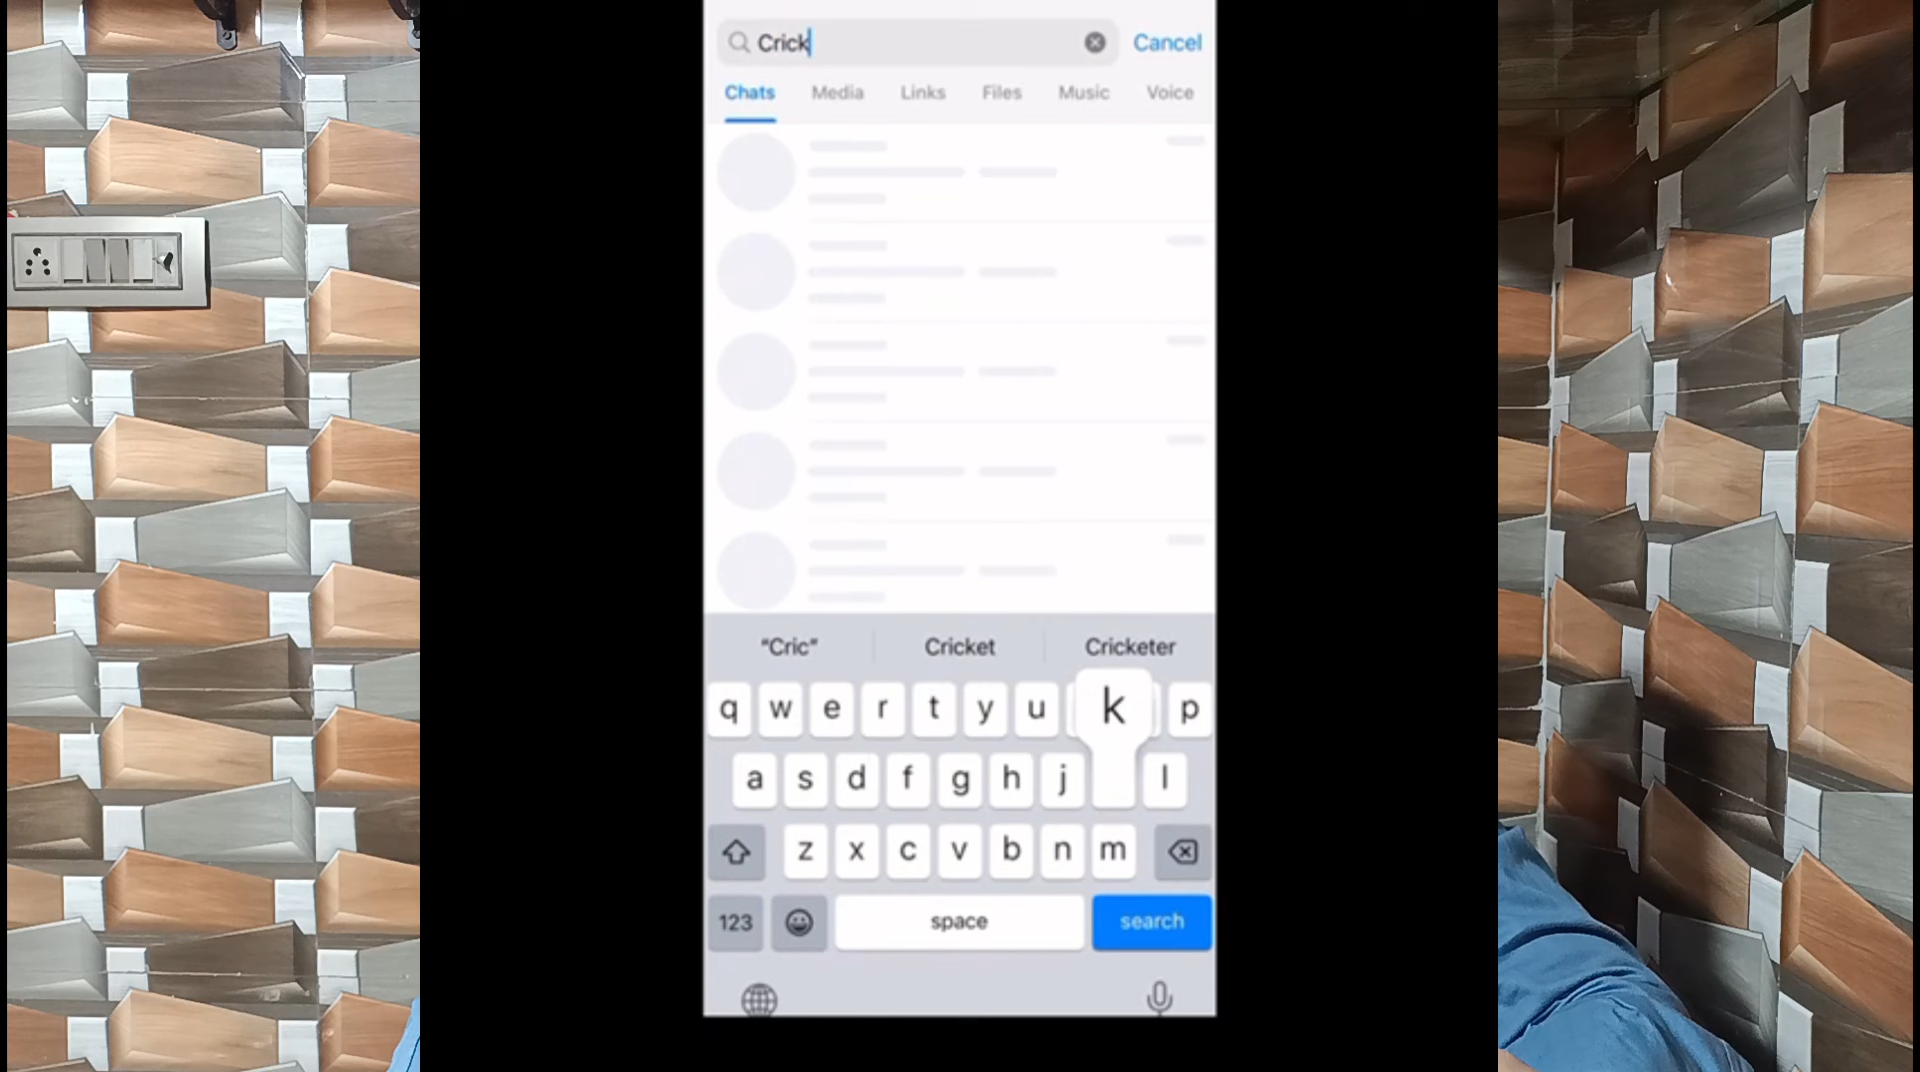 Crick
Cancel
Chats Media Links Files Music Voice
"Cric" Cricket Cricketer
q w e r t y u k p
a s d f g h j l
z x c v b n m
123 space search